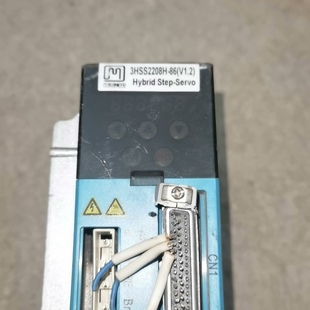 3HSS2208H-86(V1.2)
Hybrid Step-Servo
CN1